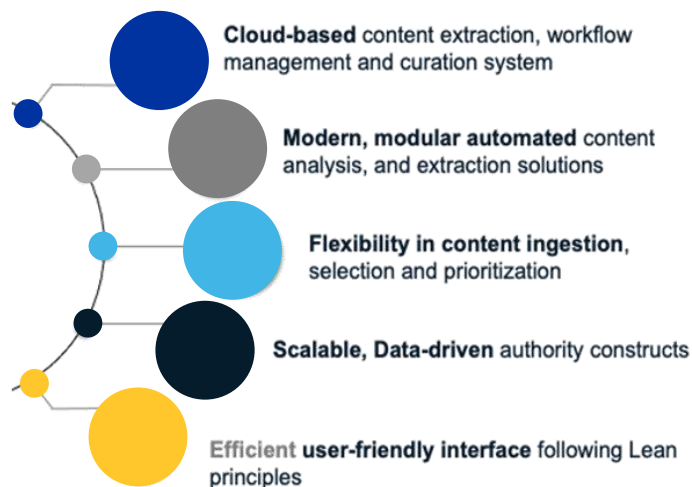 Cloud-based content extraction, workflow
management and curation system
Modern, modular automated content
analysis, and extraction solutions
Flexibility in content ingestion,
selection and prioritization
Scalable, Data-driven authority constructs
Efficient user-friendly interface following Lean
principles